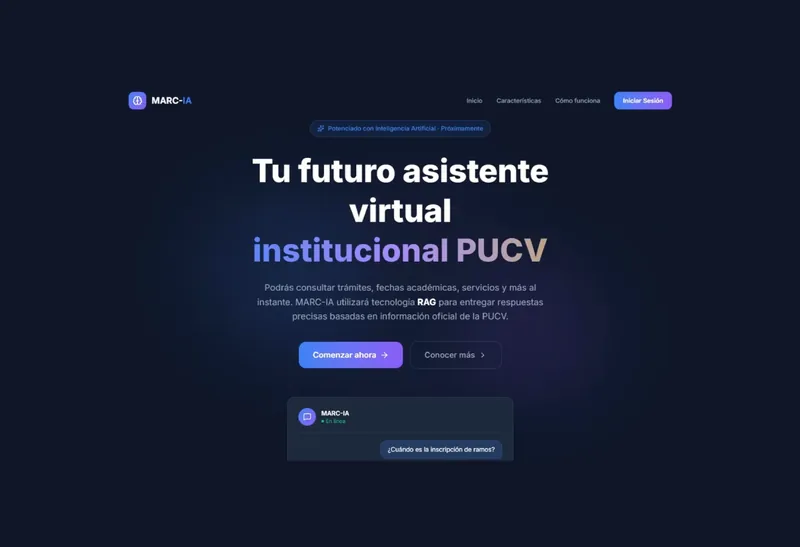 MARC-IA
Inicio
Características
Cómo funciona
Iniciar Sesión
Potenciado con Inteligencia Artificial · Próximamente
Tu futuro asistente
virtual
institucional PUCV
Podrás consultar trámites, fechas académicas, servicios y más al
instante. MARC-IA utilizará tecnología RAG para entregar respuestas
precisas basadas en información oficial de la PUCV.
Comenzar ahora
Conocer más
MARC-IA
En línea
¿Cuándo es la inscripción de ramos?